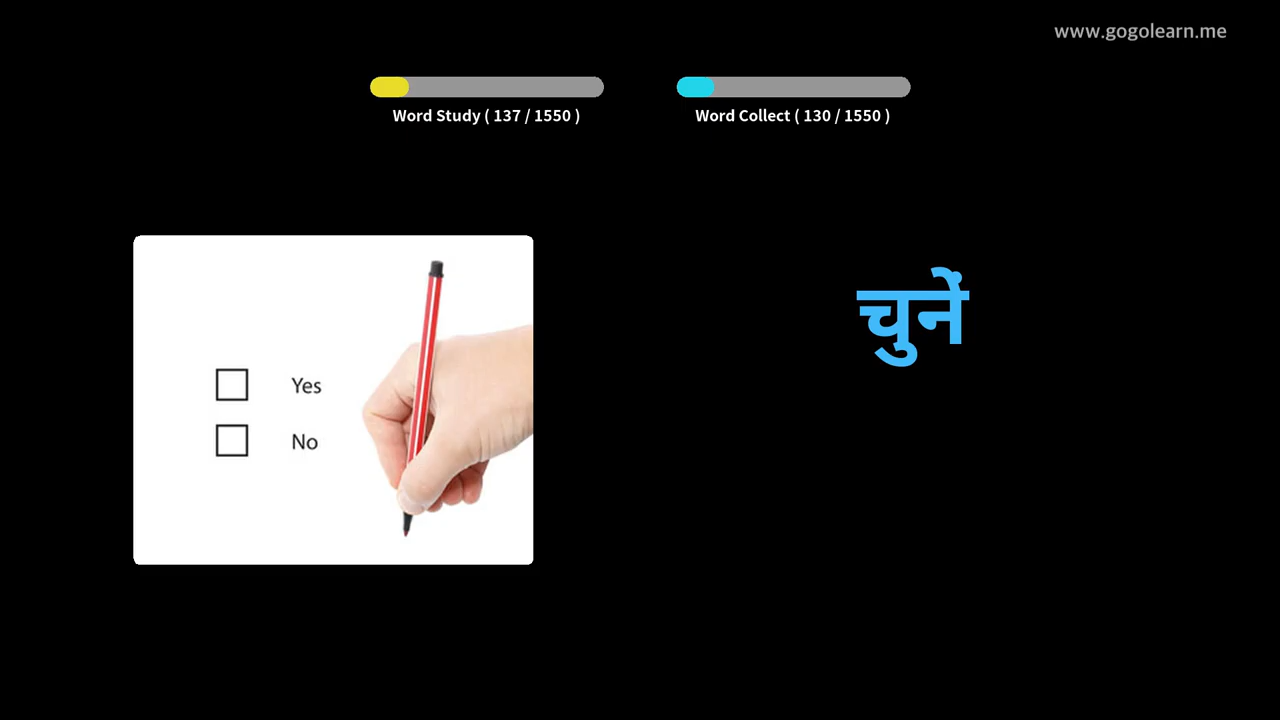 www.gogolearn.me
Word Study ( 137 / 1550 )
Word Collect ( 130 / 1550 )
चुनें
Yes
No